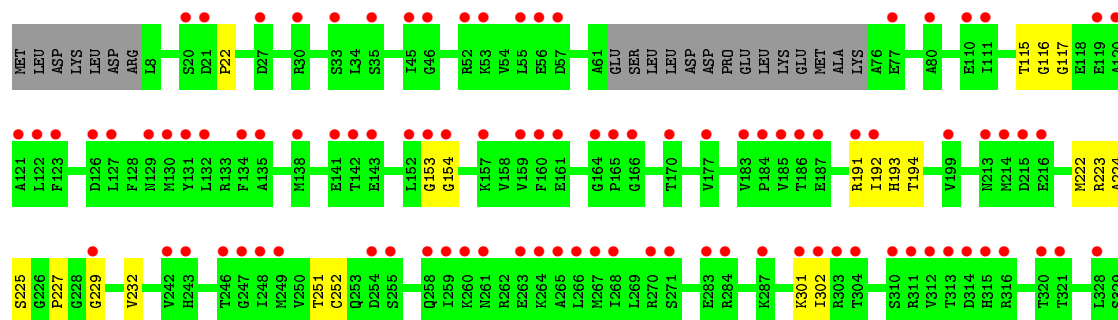 MET LEU ASP LYS LEU ASP ARG L8 S20 D21 P22 D27 R30 S33 L34 S35 I45 G46 R52 K53 V54 L55 E56 D57 A61 GLU SER LEU LEU ASP ASP PRO GLU LEU LYS GLU MET ALA LYS A76 E77 A80 E110 I111 T115 G116 G117 E118 E119 A120
A121 L122 F123 D126 L127 F128 N129 M130 Y131 L132 R133 F134 A135 M138 E141 T142 E143 L152 G153 G154 K157 V158 V159 F160 E161 G164 P165 G166 T170 V177 V183 P184 V185 T186 E187 R191 I192 H193 T194 V199 N213 M214 D215 E216 M222 R223 A224
S225 G226 P227 G228 G229 V232 V242 H243 T246 G247 I248 M249 V250 T251 C252 Q253 D254 S255 Q258 Y259 K260 N261 R262 E263 K264 A265 L266 M267 I268 L269 R270 S271 E283 R284 K287 K301 I302 R303 T304 S310 R311 V312 T313 D314 H315 R316 T320 T321 L328 S329